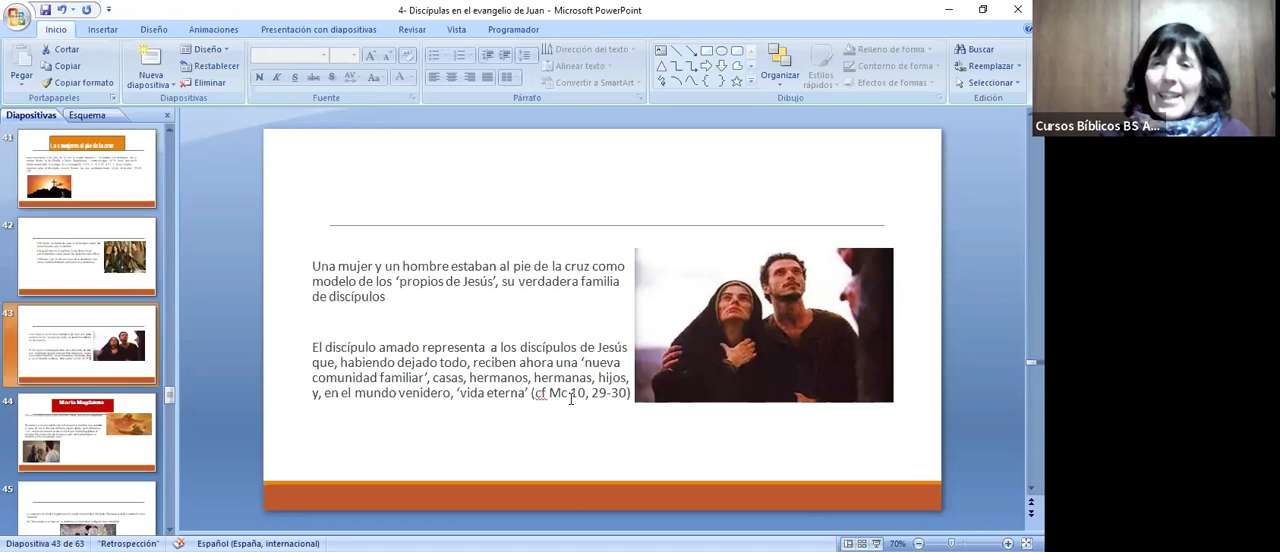 4- Discípulas en el evangelio de Juan - Microsoft PowerPoint
Inicio Insertar Diseño Animaciones Presentación con diapositivas Revisar Vista Programador
Cortar
Copiar
Copiar formato
Pegar
Portapapeles
Nueva
diapositiva
Diseño
Restablecer
Eliminar
Diapositivas
Fuente
Dirección del texto
Alinear texto
Convertir a SmartArt
Párrafo
Organizar
Estilos
rápidos
Relleno de forma
Contorno de forma
Efectos de formas
Dibujo
Buscar
Reemplazar
Seleccionar
Edición
Cursos Bíblicos BS A...
Diapositivas Esquema
41
42
43
44
María Magdalena
45
Una mujer y un hombre estaban al pie de la cruz como
modelo de los ‘propios de Jesús’, su verdadera familia
de discípulos
El discípulo amado representa a los discípulos de Jesús
que, habiendo dejado todo, reciben ahora una ‘nueva
comunidad familiar’, casas, hermanos, hermanas, hijos,
y, en el mundo venidero, ‘vida eterna’ (cf Mc 10, 29-30)
Diapositiva 43 de 63 "Retrospección" Español (España, internacional) 70%